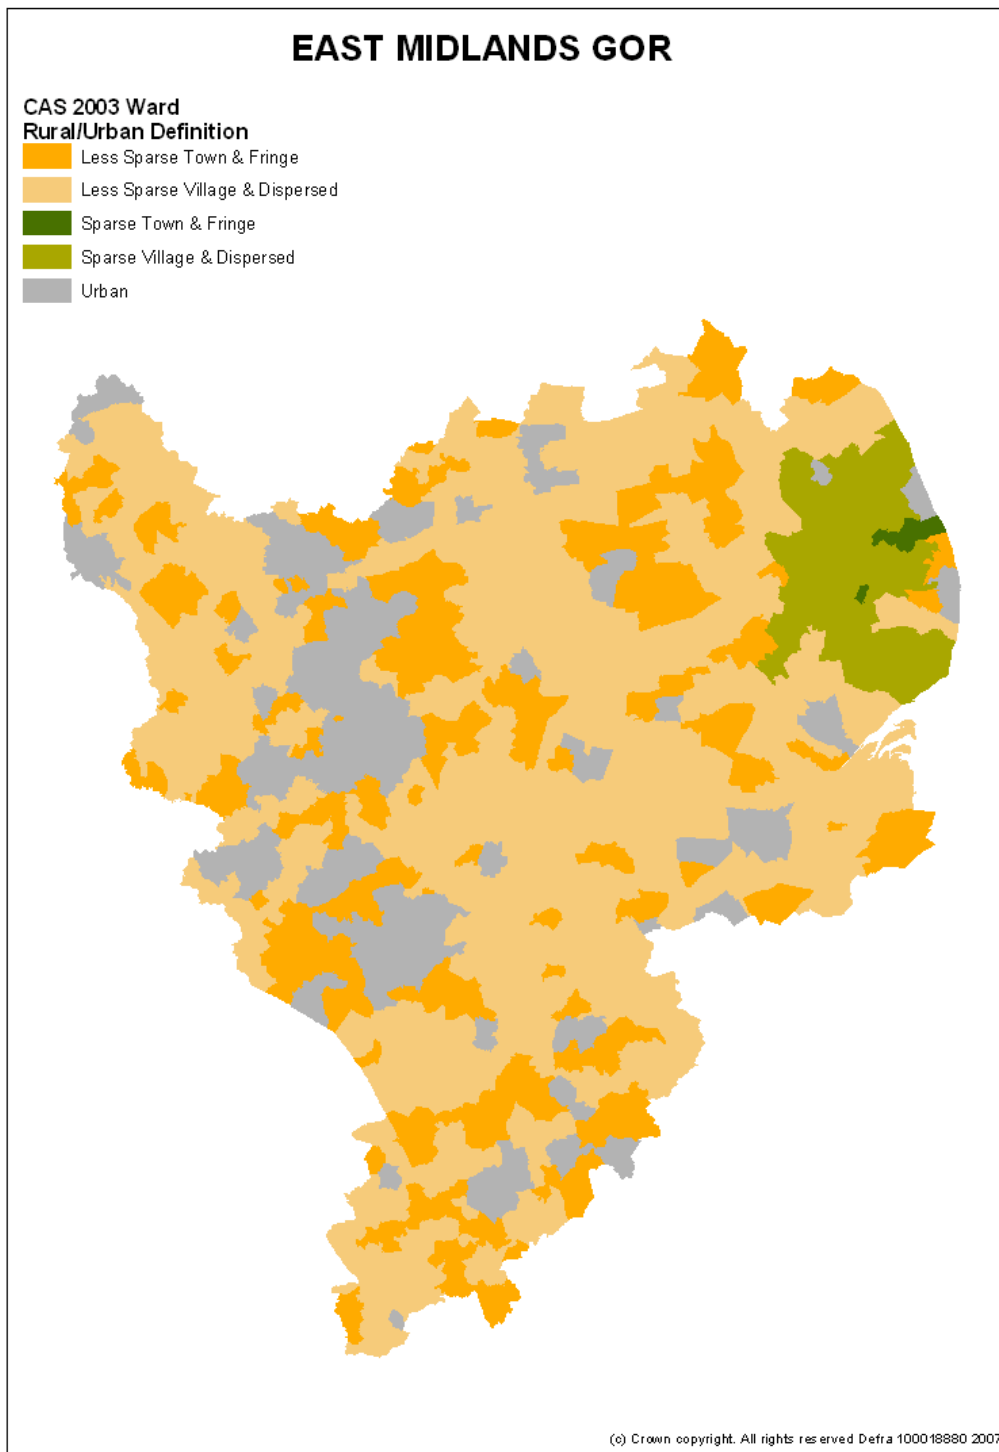 EAST MIDLANDS GOR
CAS 2003 Ward
Rural/Urban Definition
Less Sparse Town & Fringe
Less Sparse Village & Dispersed
Sparse Town & Fringe
Sparse Village & Dispersed
Urban
(c) Crown copyright. All rights reserved Defra 100018880 2007